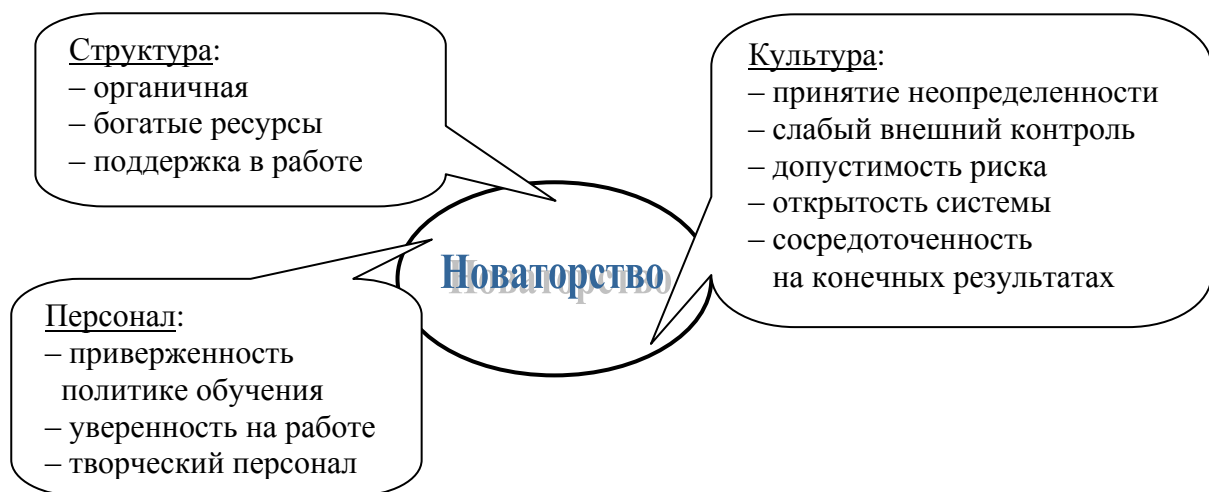 Структура:
– органичная
– богатые ресурсы
– поддержка в работе
Культура:
– принятие неопределенности
– слабый внешний контроль
– допустимость риска
– открытость системы
– сосредоточенность
на конечных результатах
Новаторство
Персонал:
– приверженность
политике обучения
– уверенность на работе
– творческий персонал